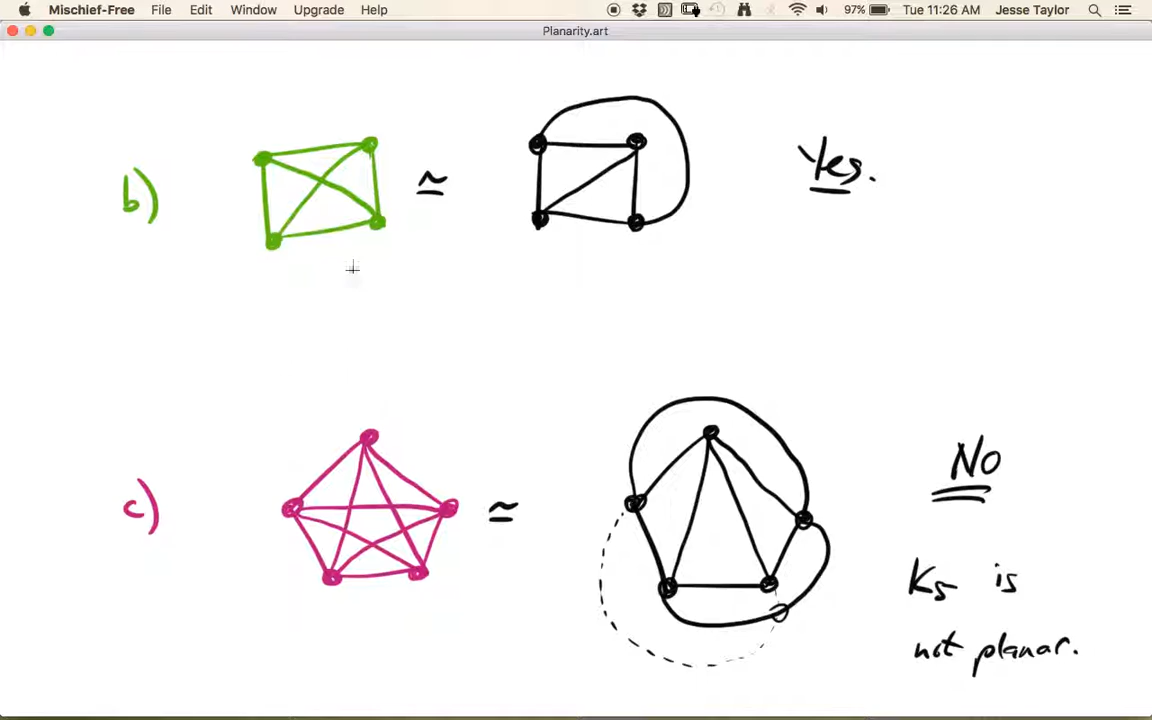 Mischief-Free File Edit Window Upgrade Help 97% Tue 11:26 AM Jesse Taylor
Planarity.art
b) ≅ Yes.
c) ≅ No
K5 is
not planar.